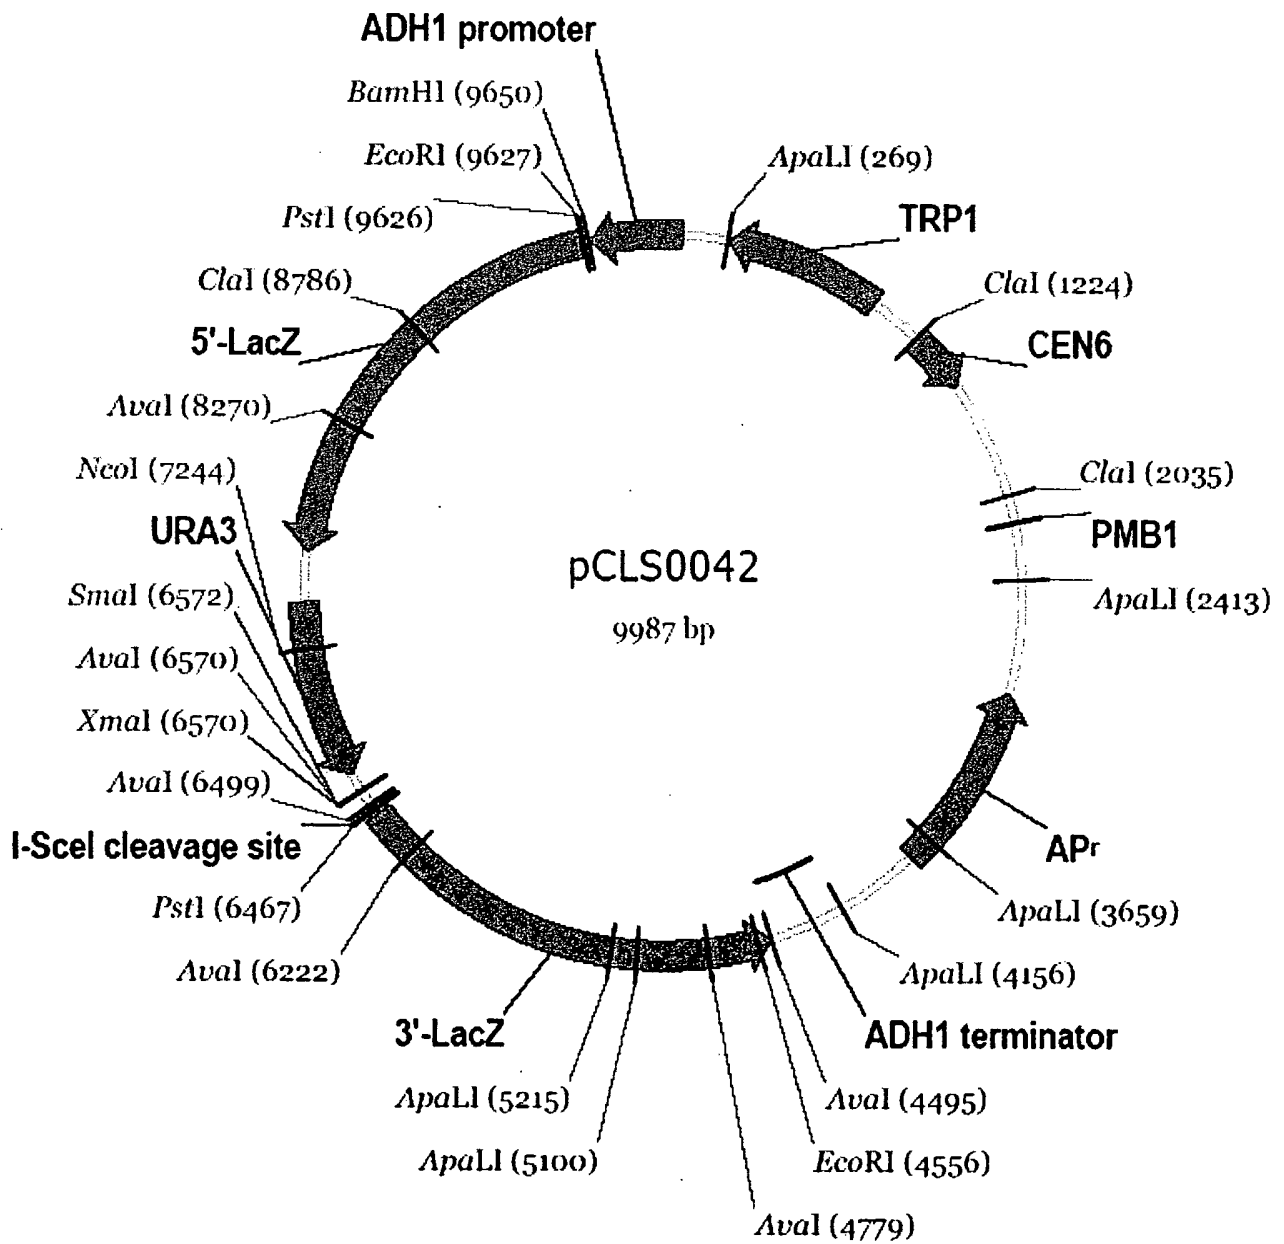 ADH1 promoter
BamHI (9650)
EcoRI (9627)
ApaLI (269)
PstI (9626)
TRP1
ClaI (8786)
ClaI (1224)
5'-LacZ
CEN6
AvaI (8270)
NcoI (7244)
ClaI (2035)
URA3
PMB1
pCLS0042
SmaI (6572)
ApaLI (2413)
9987 bp
AvaI (6570)
XmaI (6570)
AvaI (6499)
I-SceI cleavage site
APr
PstI (6467)
ApaLI (3659)
AvaI (6222)
ApaLI (4156)
3'-LacZ
ADH1 terminator
ApaLI (5215)
AvaI (4495)
ApaLI (5100)
EcoRI (4556)
AvaI (4779)